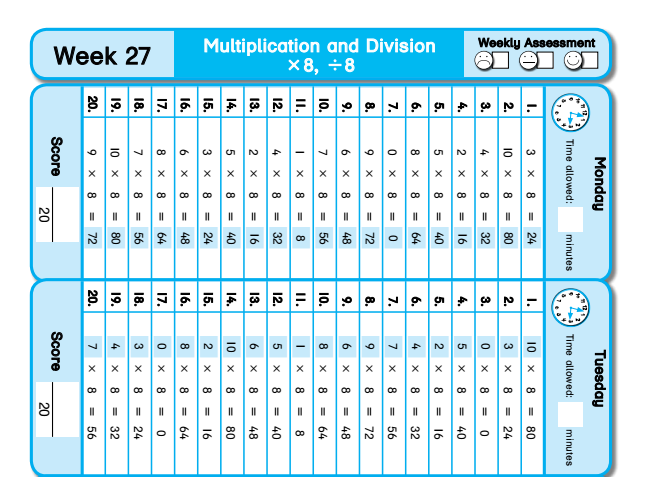 Week 27
Multiplication and Division
×8, ÷8
Weekly Assessment
Monday
Time allowed: minutes
1. 3 × 8 = 24
2. 10 × 8 = 80
3. 4 × 8 = 32
4. 2 × 8 = 16
5. 5 × 8 = 40
6. 8 × 8 = 64
7. 0 × 8 = 0
8. 9 × 8 = 72
9. 6 × 8 = 48
10. 7 × 8 = 56
11. 1 × 8 = 8
12. 4 × 8 = 32
13. 2 × 8 = 16
14. 5 × 8 = 40
15. 3 × 8 = 24
16. 6 × 8 = 48
17. 8 × 8 = 64
18. 7 × 8 = 56
19. 10 × 8 = 80
20. 9 × 8 = 72
Score
20
Tuesday
Time allowed: minutes
1. 10 × 8 = 80
2. 3 × 8 = 24
3. 0 × 8 = 0
4. 5 × 8 = 40
5. 2 × 8 = 16
6. 4 × 8 = 32
7. 7 × 8 = 56
8. 9 × 8 = 72
9. 6 × 8 = 48
10. 8 × 8 = 64
11. 1 × 8 = 8
12. 5 × 8 = 40
13. 6 × 8 = 48
14. 10 × 8 = 80
15. 2 × 8 = 16
16. 8 × 8 = 64
17. 0 × 8 = 0
18. 3 × 8 = 24
19. 4 × 8 = 32
20. 7 × 8 = 56
Score
20